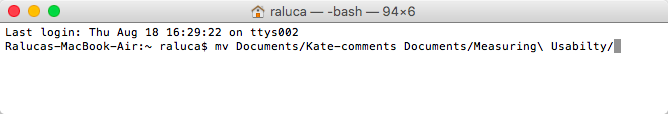 raluca — -bash — 94×6
Last login: Thu Aug 18 16:29:22 on ttys002
Ralucas-MacBook-Air:~ raluca$ mv Documents/Kate-comments Documents/Measuring\ Usabilty/